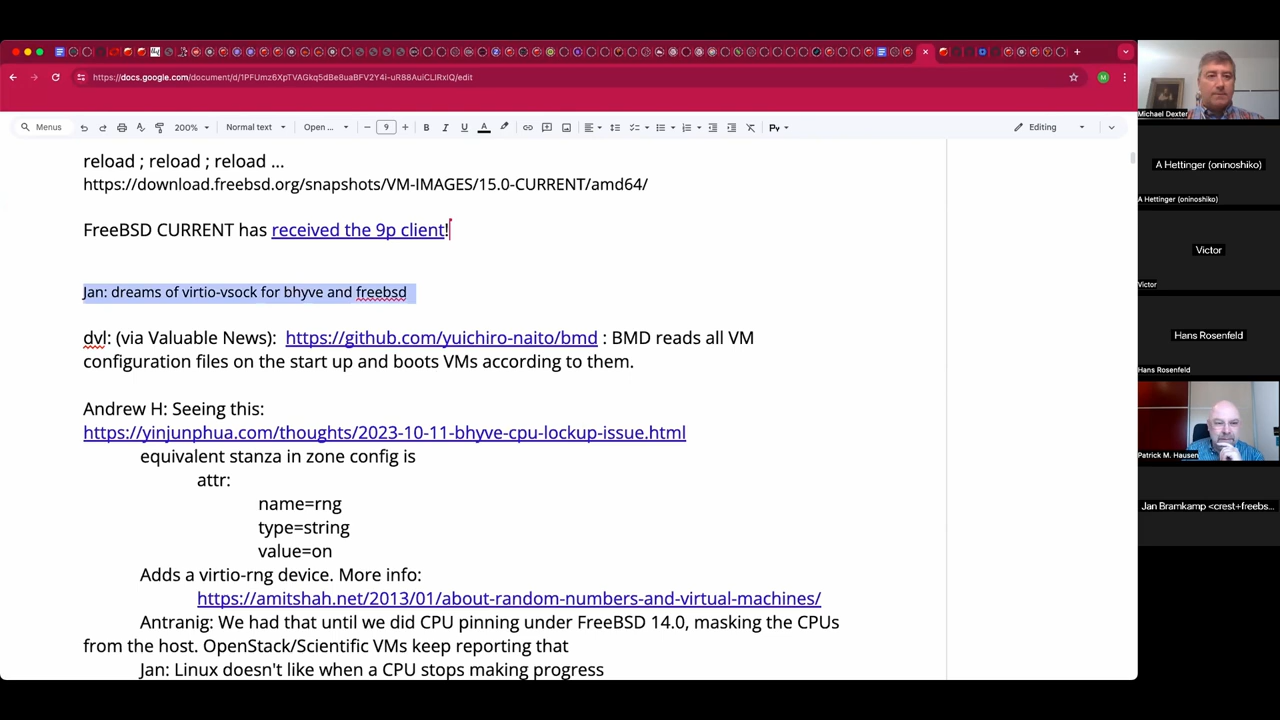 https://docs.google.com/document/d/1PFUmz6XpTVAGkq5dBe8uaBFV2Y4i-uR88AuiCLIRxIQ/edit
M
Menus
200%
Normal text
Open ...
9
Editing
reload ; reload ; reload ...
https://download.freebsd.org/snapshots/VM-IMAGES/15.0-CURRENT/amd64/
FreeBSD CURRENT has received the 9p client!
Jan: dreams of virtio-vsock for bhyve and freebsd
dvl: (via Valuable News): https://github.com/yuichiro-naito/bmd : BMD reads all VM
configuration files on the start up and boots VMs according to them.
Andrew H: Seeing this:
https://yinjunphua.com/thoughts/2023-10-11-bhyve-cpu-lockup-issue.html
equivalent stanza in zone config is
attr:
name=rng
type=string
value=on
Adds a virtio-rng device. More info:
https://amitshah.net/2013/01/about-random-numbers-and-virtual-machines/
Antranig: We had that until we did CPU pinning under FreeBSD 14.0, masking the CPUs
from the host. OpenStack/Scientific VMs keep reporting that
Jan: Linux doesn't like when a CPU stops making progress
Michael Dexter
A Hettinger (oninoshiko)
A Hettinger (oninoshiko)
Victor
Victor
Hans Rosenfeld
Hans Rosenfeld
Patrick M. Hausen
Jan Bramkamp <crest+freebs...